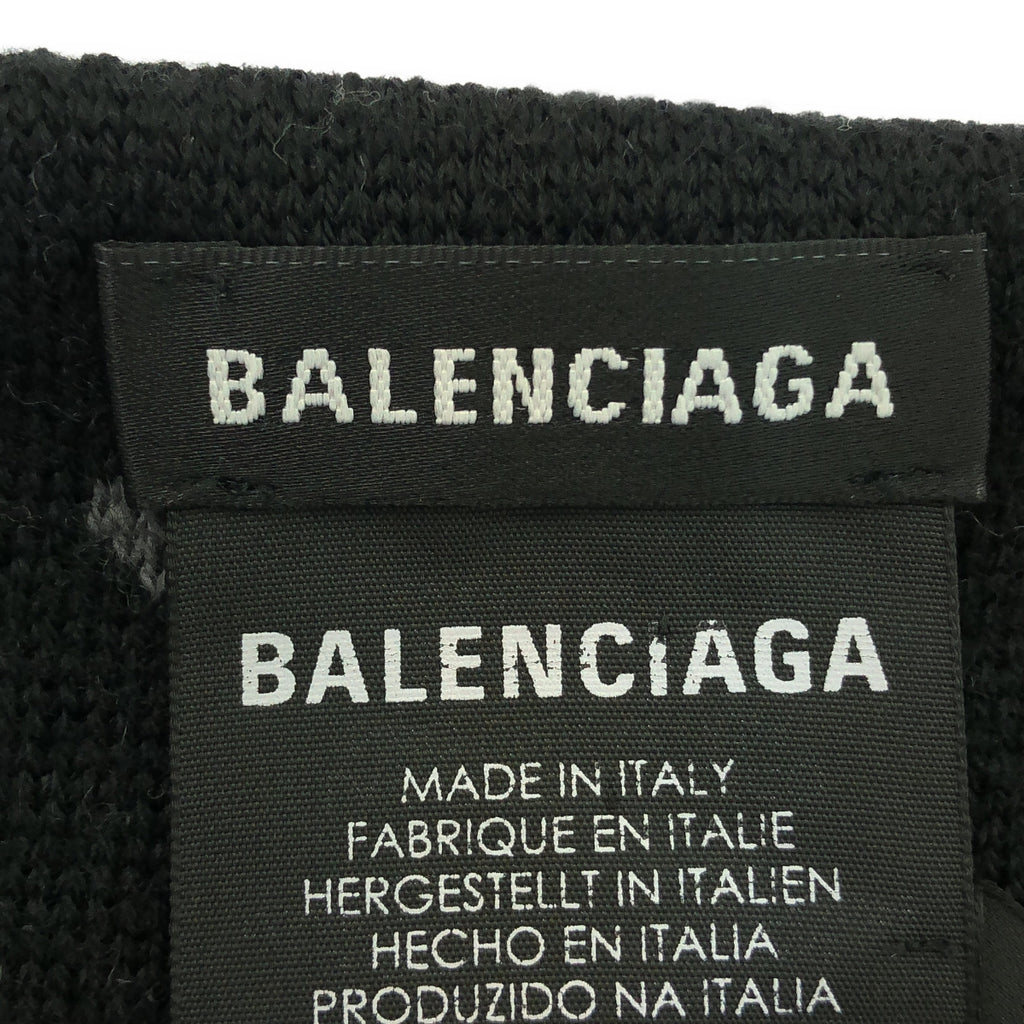 BALENCIAGA
BALENCIAGA
MADE IN ITALY
FABRIQUE EN ITALIE
HERGESTELLT IN ITALIEN
HECHO EN ITALIA
PRODUZIDO NA ITALIA